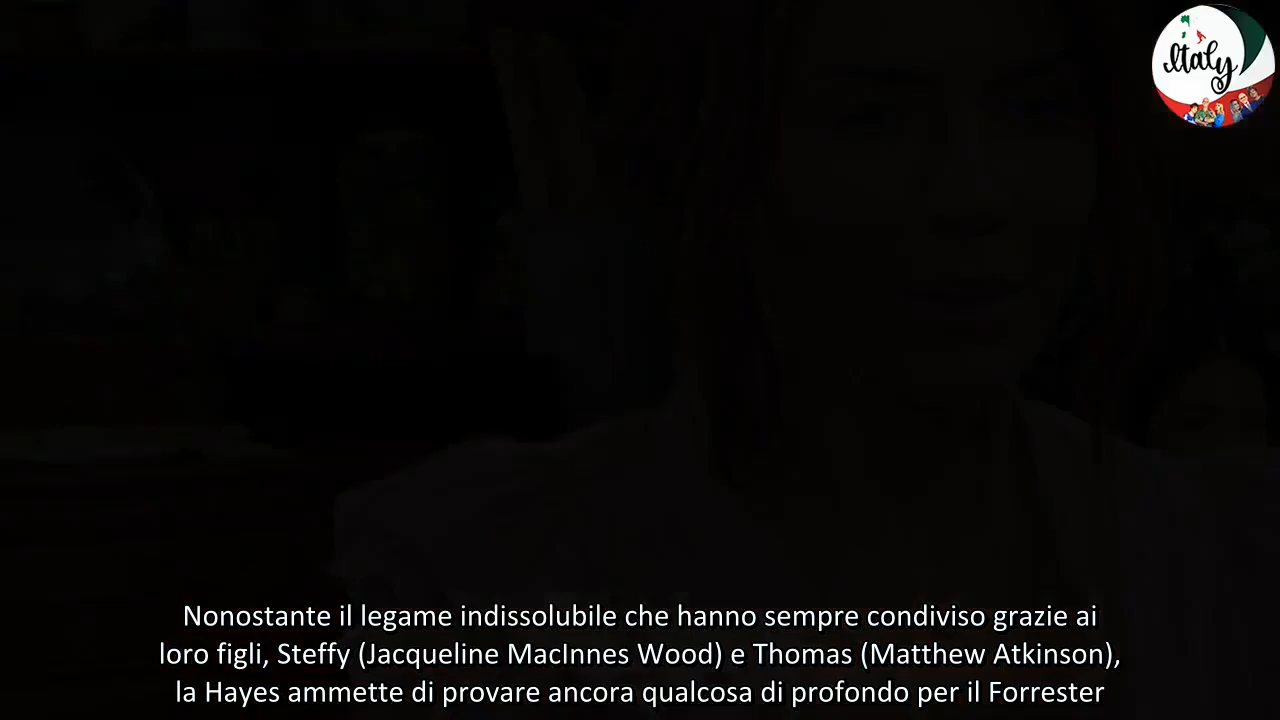 Italy
Nonostante il legame indissolubile che hanno sempre condiviso grazie ai
loro figli, Steffy (Jacqueline MacInnes Wood) e Thomas (Matthew Atkinson),
la Hayes ammette di provare ancora qualcosa di profondo per il Forrester